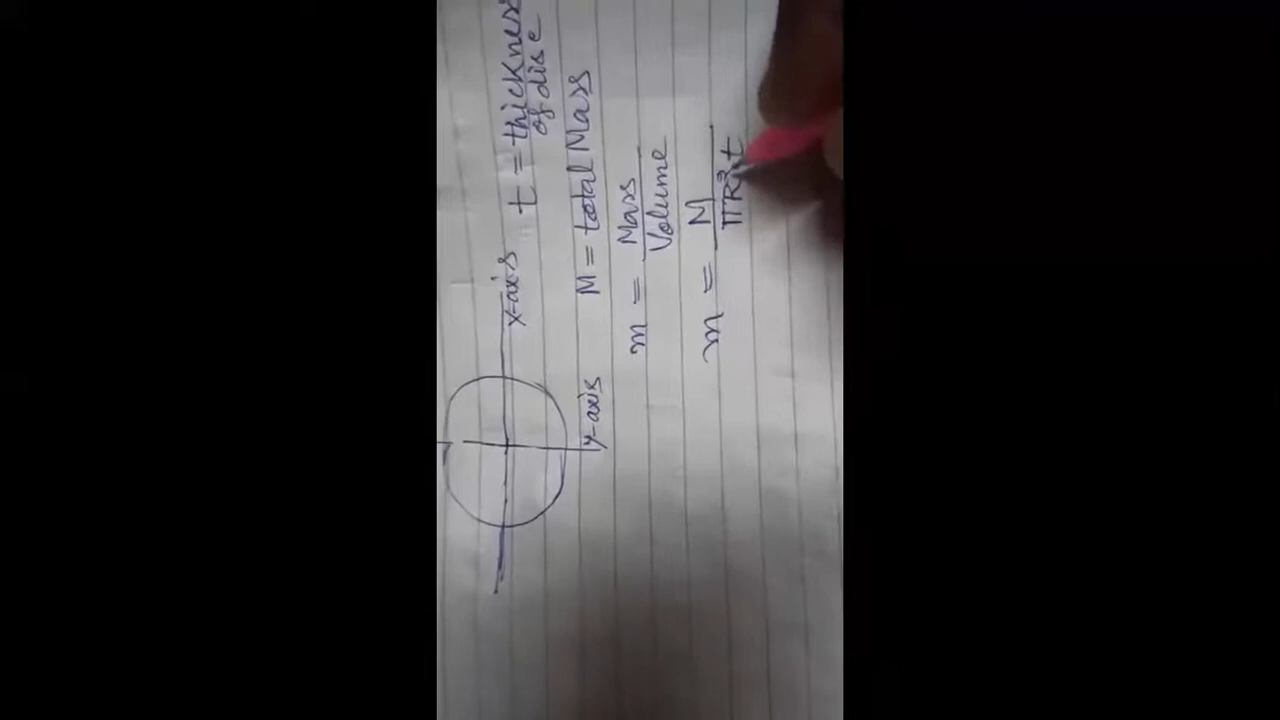 x-axis
t = thickness
of disc
y-axis
M = total Mass
m = Mass
Volume
m = M
πR²t